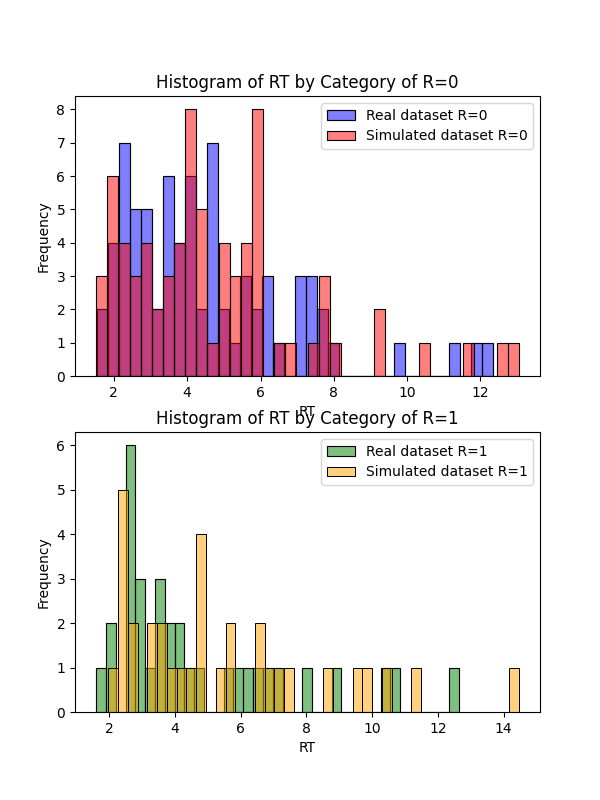 Histogram of RT by Category of R=0
8
7
6
5
4
3
2
1
0
Frequency
Real dataset R=0
Simulated dataset R=0
2 4 6 8 10 12
RT
Histogram of RT by Category of R=1
6
5
4
3
2
1
0
Frequency
Real dataset R=1
Simulated dataset R=1
2 4 6 8 10 12 14
RT